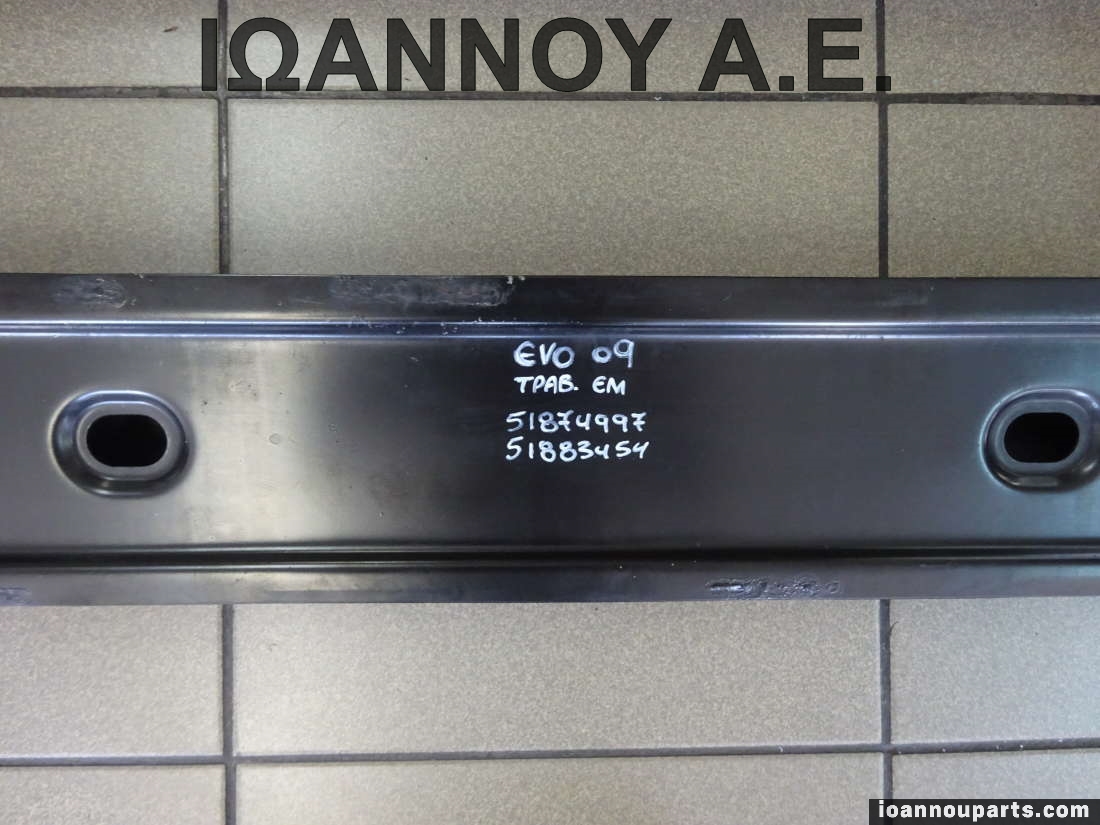 ΙΩΑΝΝΟΥ Α.Ε.
EVO 09
ΤΡΑΒ. ΕΜ
51874997
51883454
ioannouparts.com